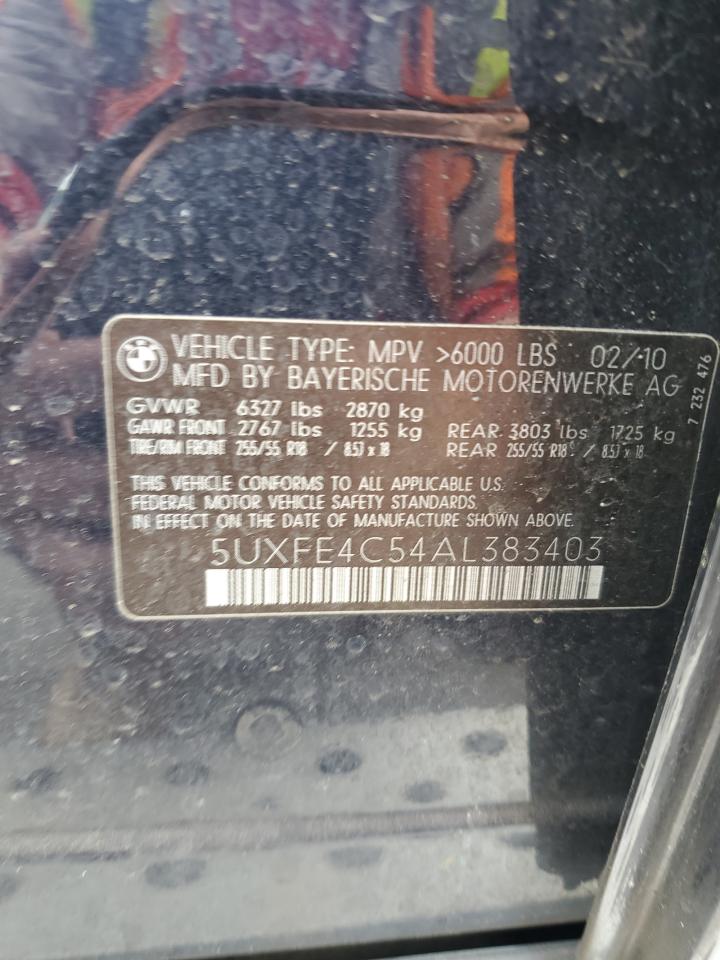 VEHICLE TYPE: MPV >6000 LBS 02/10
MFD BY BAYERISCHE MOTORENWERKE AG
GVWR 6327 lbs 2870 kg
GAWR FRONT 2767 lbs 1255 kg REAR 3803 lbs 1725 kg
TIRE/RIM FRONT 255/55 R18 / 8.5J x 18 REAR 255/55 R18 / 8.5J x 18
THIS VEHICLE CONFORMS TO ALL APPLICABLE U.S.
FEDERAL MOTOR VEHICLE SAFETY STANDARDS
IN EFFECT ON THE DATE OF MANUFACTURE SHOWN ABOVE.
5UXFE4C54AL383403
7 232 476